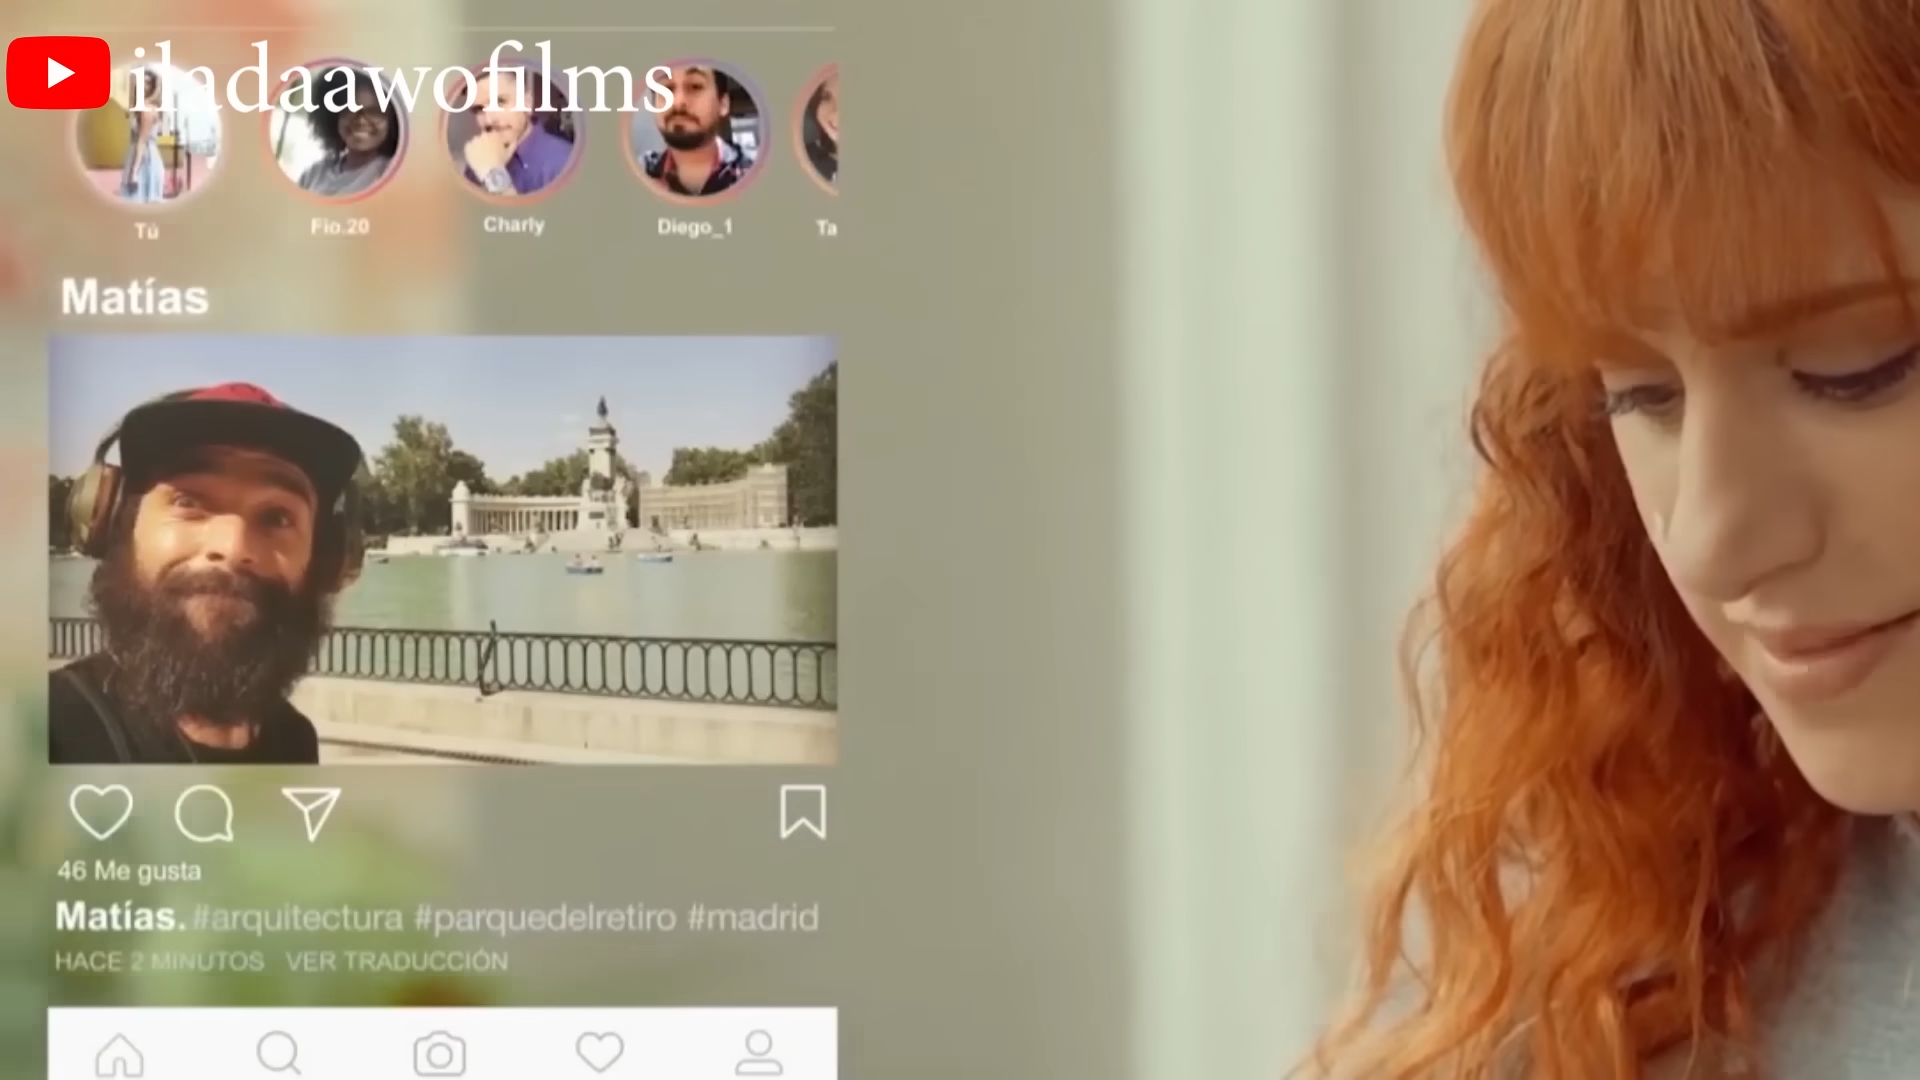 iladaawofilms
Tú
Fio.20
Charly
Diego_1
Ta
Matías
46 Me gusta
Matías. #arquitectura #parquedelretiro #madrid
HACE 2 MINUTOS VER TRADUCCIÓN